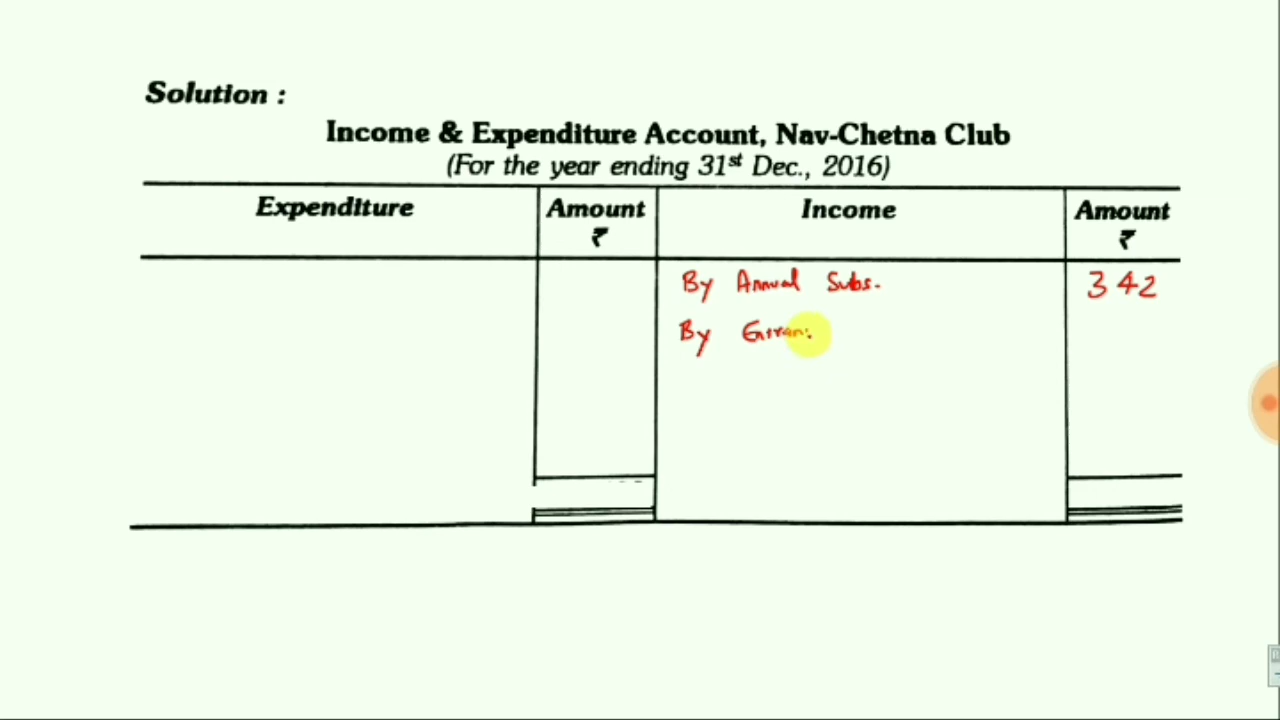 Solution :
Income & Expenditure Account, Nav-Chetna Club
(For the year ending 31st Dec., 2016)
Expenditure Amount ₹ Income Amount ₹
By Annual Subs. 342
By